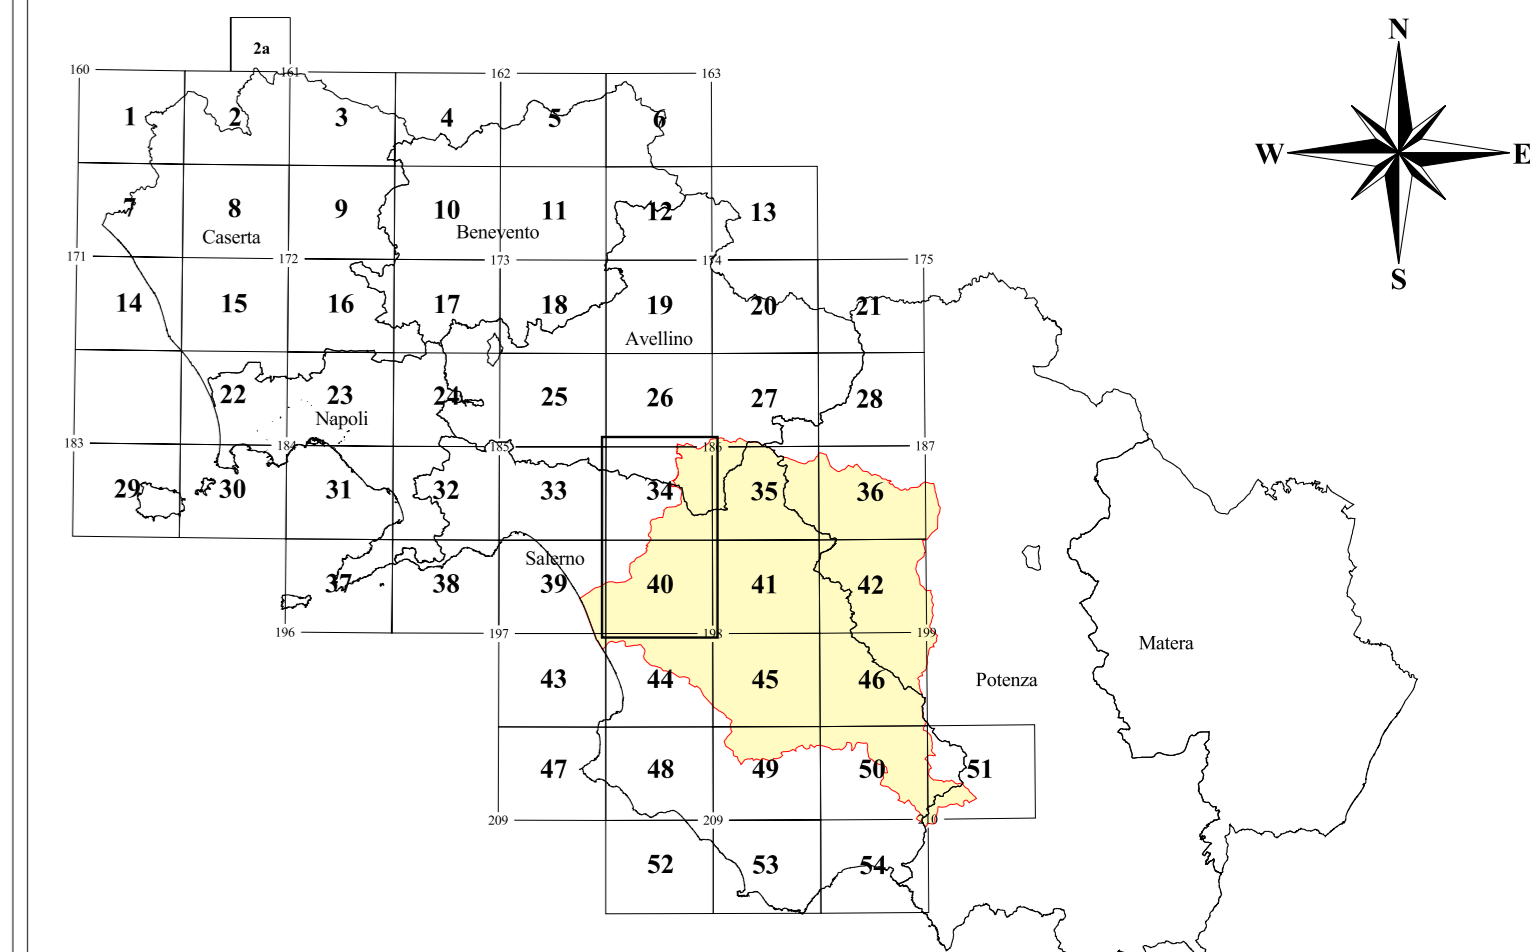 N
2a
160 161 162 163
1 2 3 4 5 6
W E
7 8 9 10 11 12 13
Caserta Benevento
171 172 173 174 175
S
14 15 16 17 18 19 20 21
Avellino
22 23 24 25 26 27 28
Napoli
183 184 185 186 187
29 30 31 32 33 34 35 36
Salerno
37 38 39 40 41 42
196 197 198 199
Matera
43 44 45 46 Potenza
47 48 49 50 51
209 209 210
52 53 54